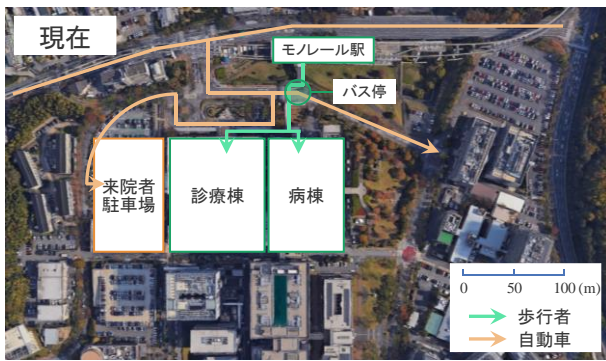 現在
モノレール駅
バス停
来院者
駐車場
診療棟
病棟
0 50 100 (m)
歩行者
自動車